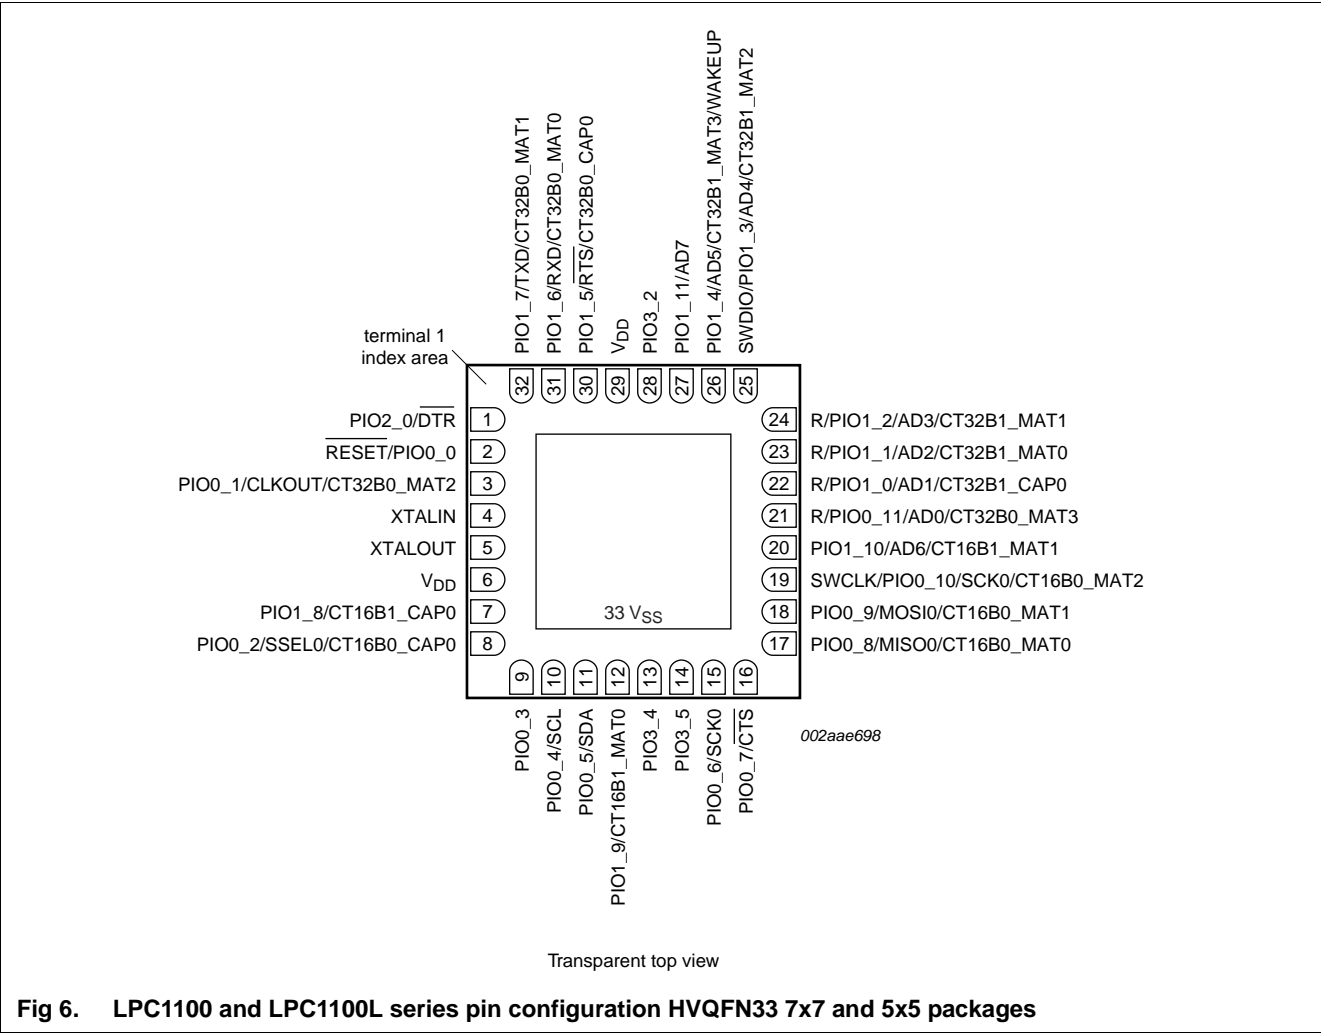 PIO1_7/TXD/CT32B0_MAT1
PIO1_6/RXD/CT32B0_MAT0
PIO1_5/RTS/CT32B0_CAP0
VDD
PIO3_2
PIO1_11/AD7
PIO1_4/AD5/CT32B1_MAT3/WAKEUP
SWDIO/PIO1_3/AD4/CT32B1_MAT2
terminal 1
index area
32 31 30 29 28 27 26 25
PIO2_0/DTR 1
RESET/PIO0_0 2
PIO0_1/CLKOUT/CT32B0_MAT2 3
XTALIN 4
XTALOUT 5
VDD 6
PIO1_8/CT16B1_CAP0 7
PIO0_2/SSEL0/CT16B0_CAP0 8
24 R/PIO1_2/AD3/CT32B1_MAT1
23 R/PIO1_1/AD2/CT32B1_MAT0
22 R/PIO1_0/AD1/CT32B1_CAP0
21 R/PIO0_11/AD0/CT32B0_MAT3
20 PIO1_10/AD6/CT16B1_MAT1
19 SWCLK/PIO0_10/SCK0/CT16B0_MAT2
18 PIO0_9/MOSI0/CT16B0_MAT1
17 PIO0_8/MISO0/CT16B0_MAT0
33 VSS
9 10 11 12 13 14 15 16
PIO0_3
PIO0_4/SCL
PIO0_5/SDA
PIO1_9/CT16B1_MAT0
PIO3_4
PIO3_5
PIO0_6/SCK0
PIO0_7/CTS
002aae698
Transparent top view
Fig 6. LPC1100 and LPC1100L series pin configuration HVQFN33 7x7 and 5x5 packages